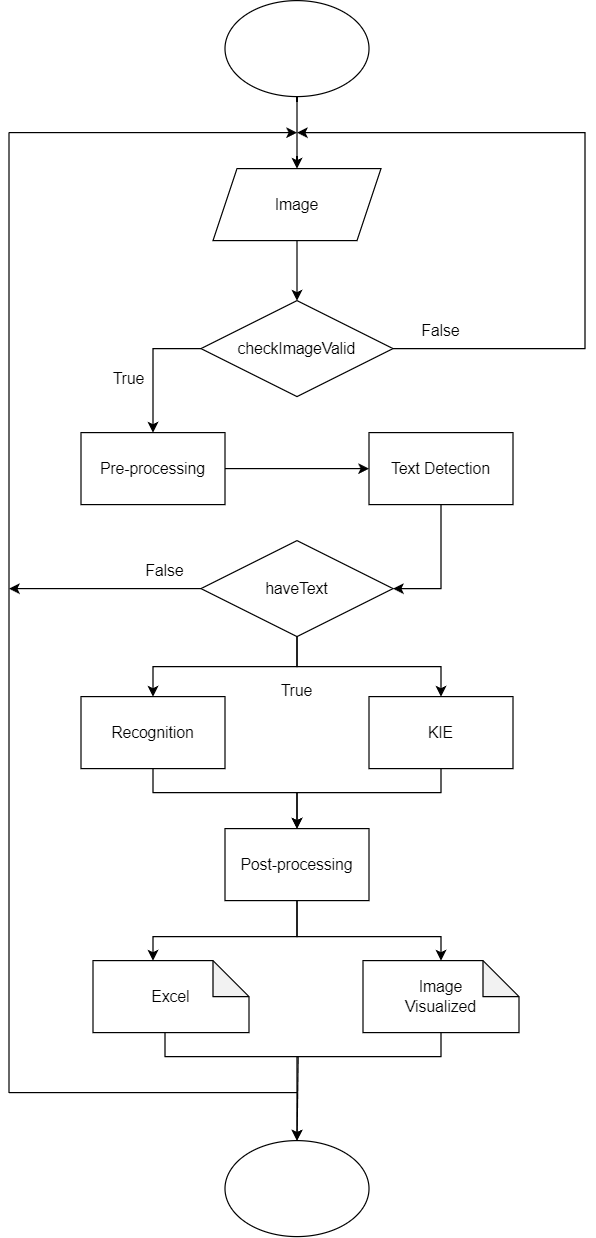 Image
checkImageValid
False
True
Pre-processing
Text Detection
False
haveText
True
Recognition
KIE
Post-processing
Excel
Image
Visualized